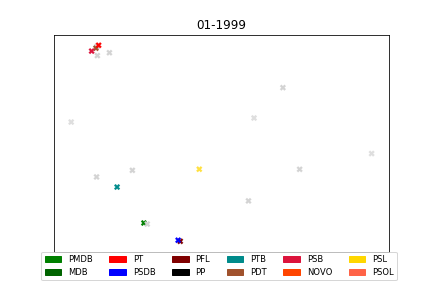 01-1999
PMDB PT PFL PTB PSB PSL
MDB PSDB PP PDT NOVO PSOL